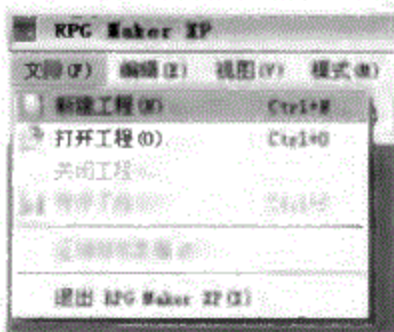 RPG Maker XP
文件(F) 编辑(E) 视图(V) 模式(M)
新建工程(N) Ctrl+N
打开工程(O) Ctrl+O
关闭工程
退出 RPG Maker XP(X)